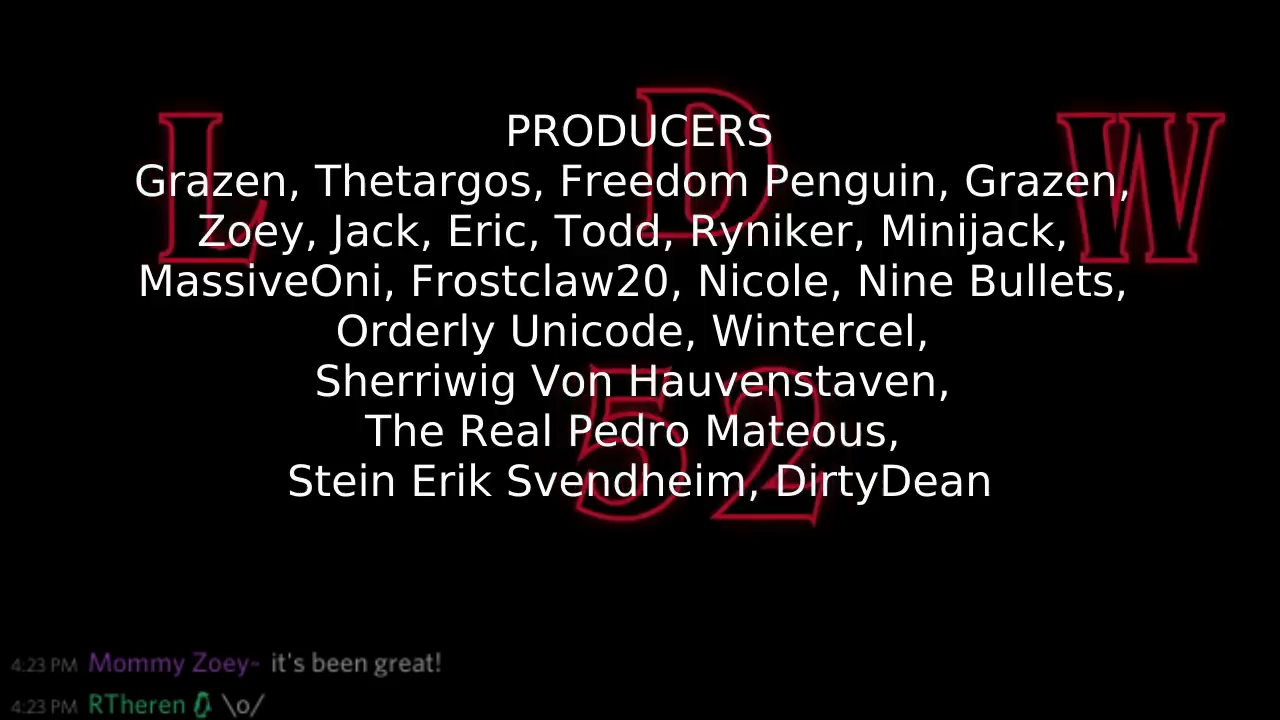 L D W
PRODUCERS
Grazen, Thetargos, Freedom Penguin, Grazen,
Zoey, Jack, Eric, Todd, Ryniker, Minijack,
MassiveOni, Frostclaw20, Nicole, Nine Bullets,
Orderly Unicode, Wintercel,
Sherriwig Von Hauvenstaven,
The Real Pedro Mateous,
Stein Erik Svendheim, DirtyDean
52
4:23 PM Mommy Zoey~ it's been great!
4:23 PM RTheren \o/